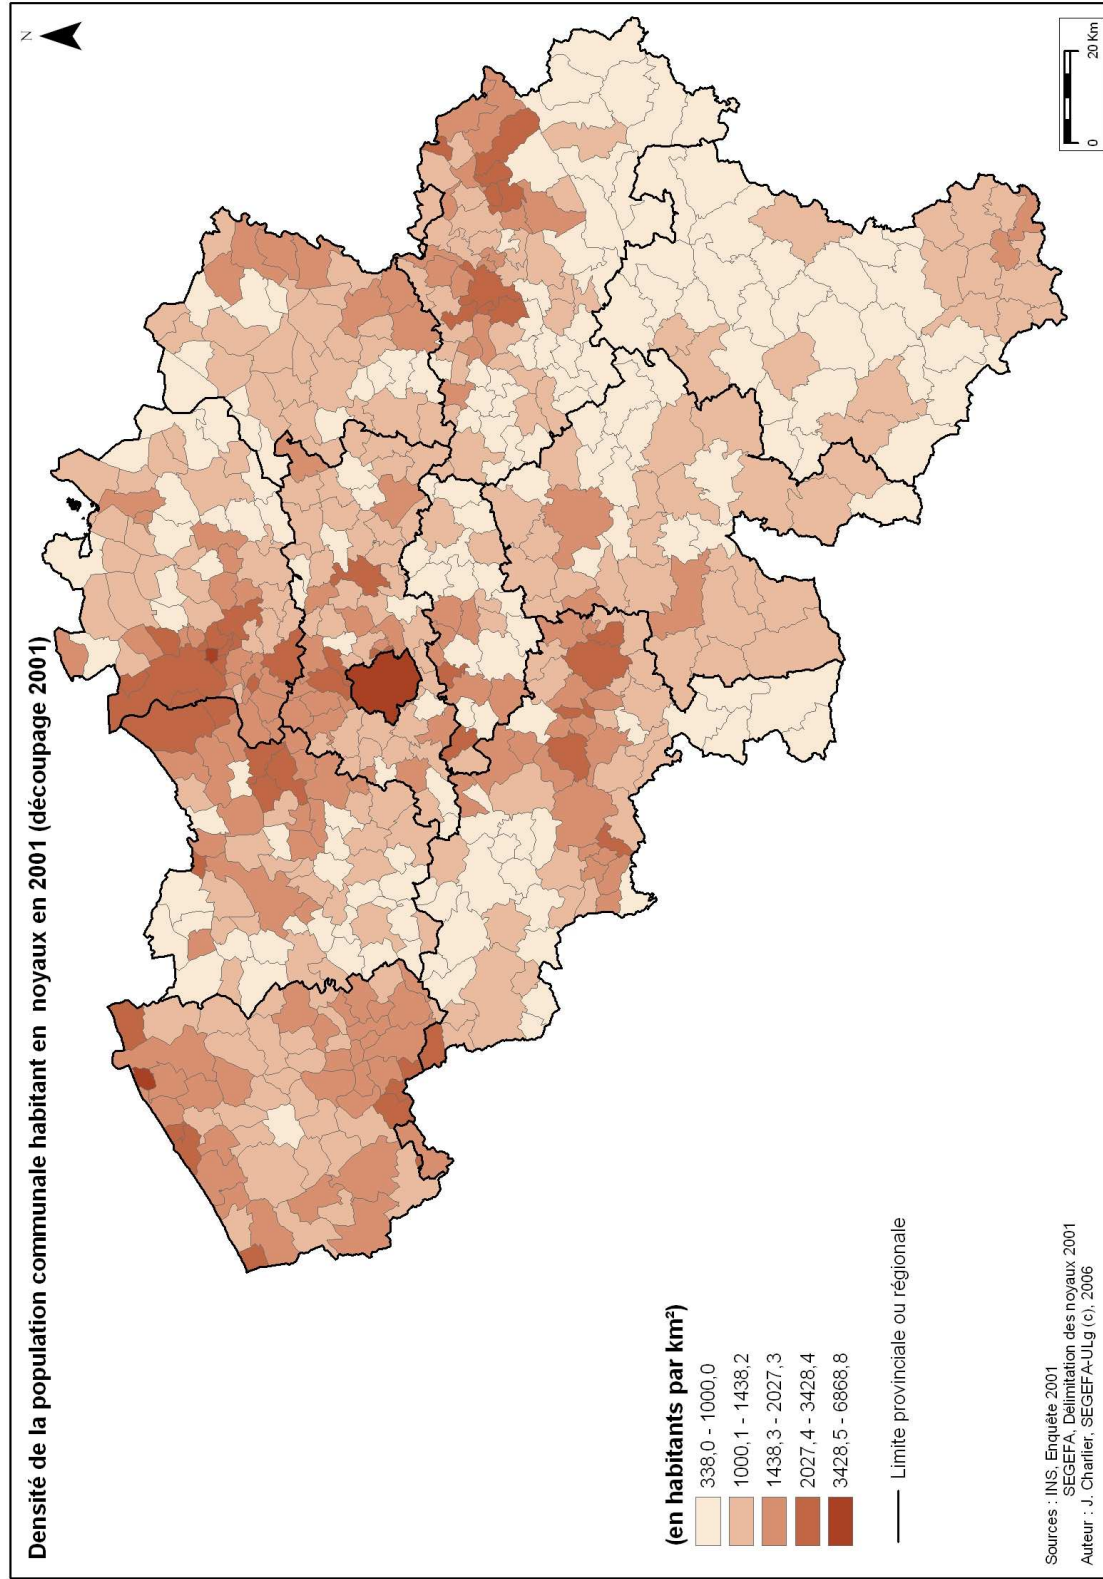 Densité de la population communale habitant en noyaux en 2001 (découpage 2001)
N
(en habitants par km²)
338,0 - 1000,0
1000,1 - 1438,2
1438,3 - 2027,3
2027,4 - 3428,4
3428,5 - 6868,8
Limite provinciale ou régionale
Sources : INS, Enquête 2001
SEGEFA, Délimitation des noyaux 2001
Auteur : J. Charlier, SEGEFA-ULg (c), 2006
0 20 Km